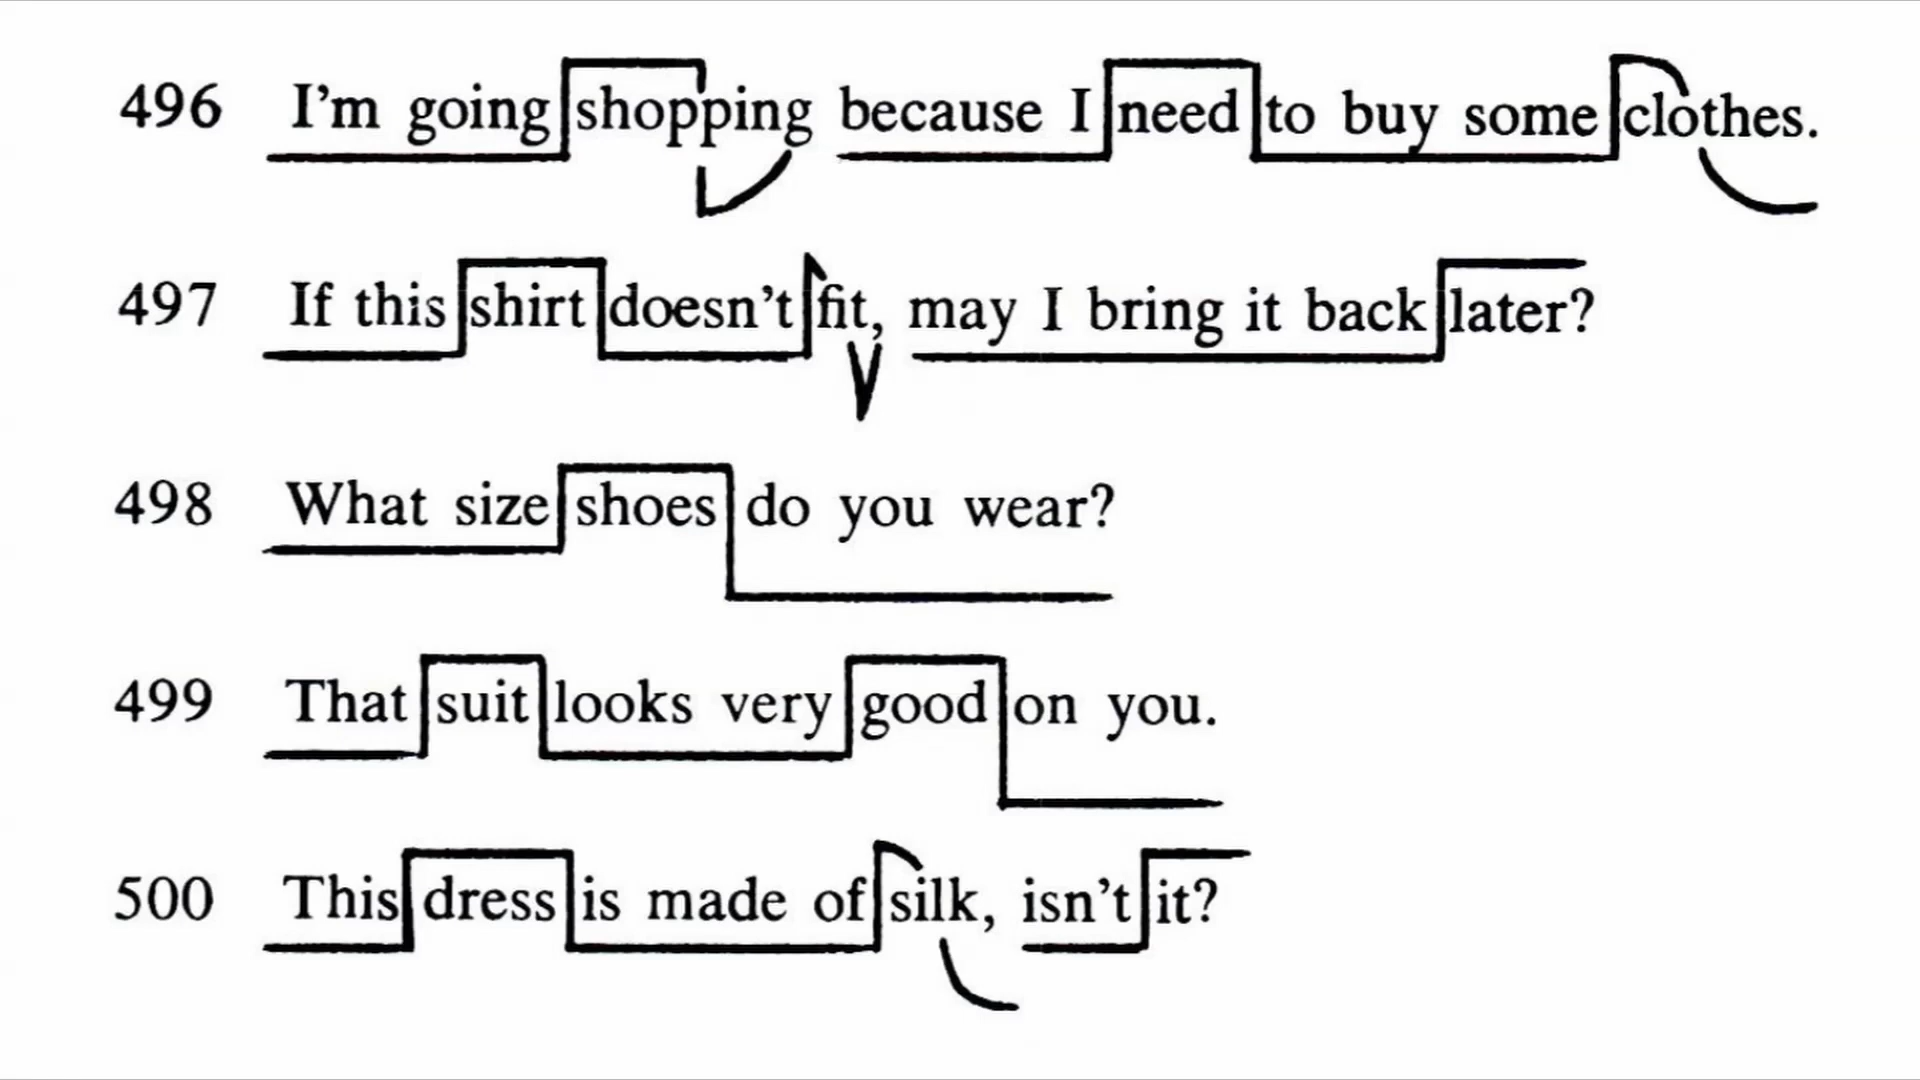 496 I'm going shopping because I need to buy some clothes.
497 If this shirt doesn't fit, may I bring it back later?
498 What size shoes do you wear?
499 That suit looks very good on you.
500 This dress is made of silk, isn't it?